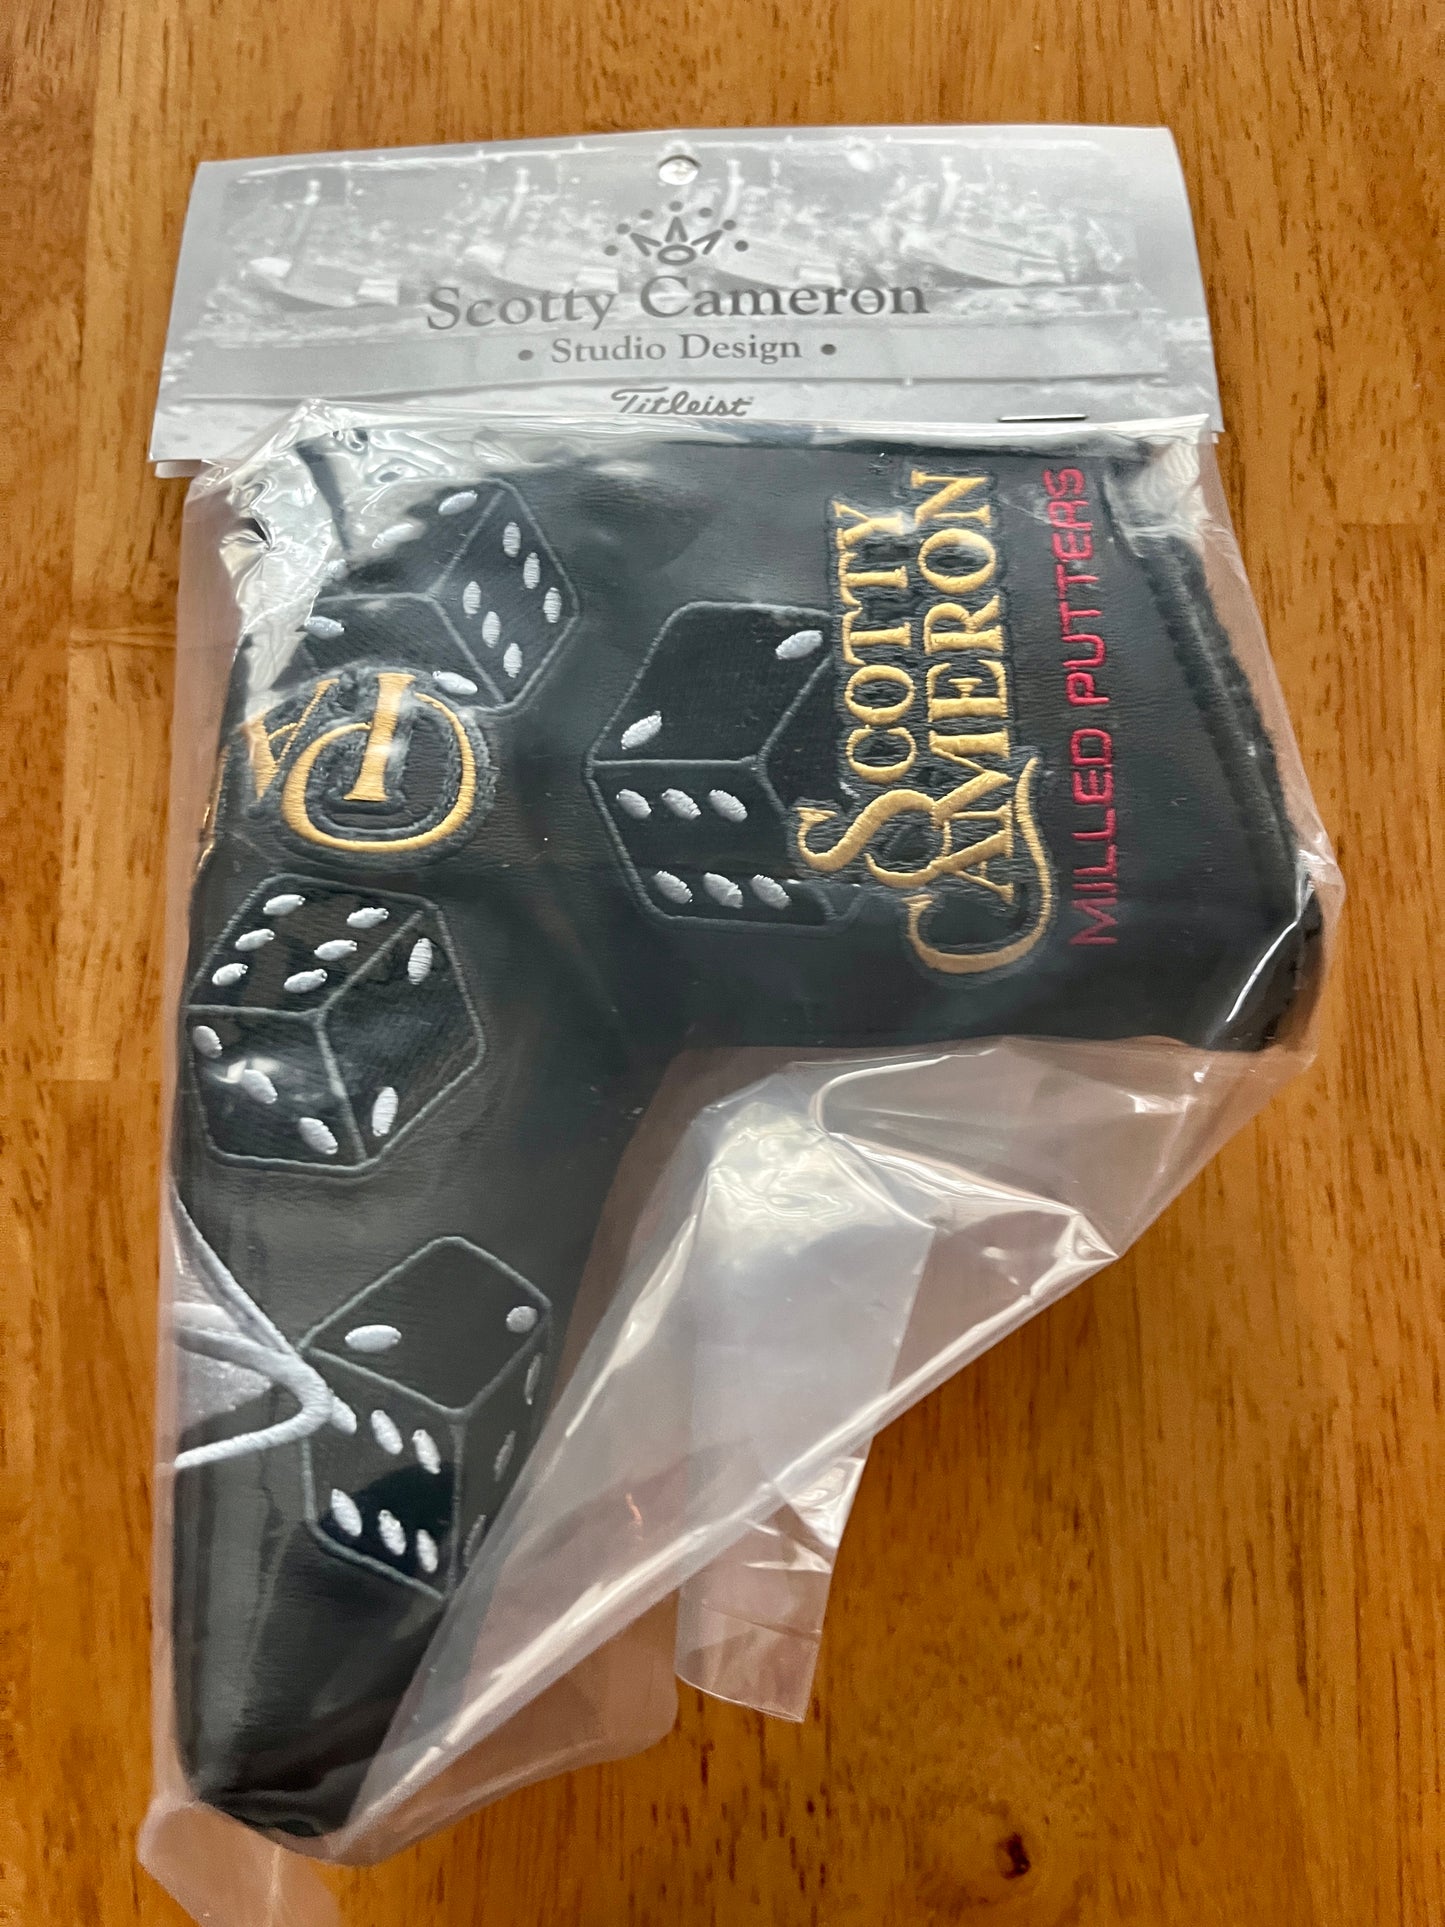 Scotty Cameron
• Studio Design •
Titleist
SCOTTY
CAMERON
MILLED PUTTERS